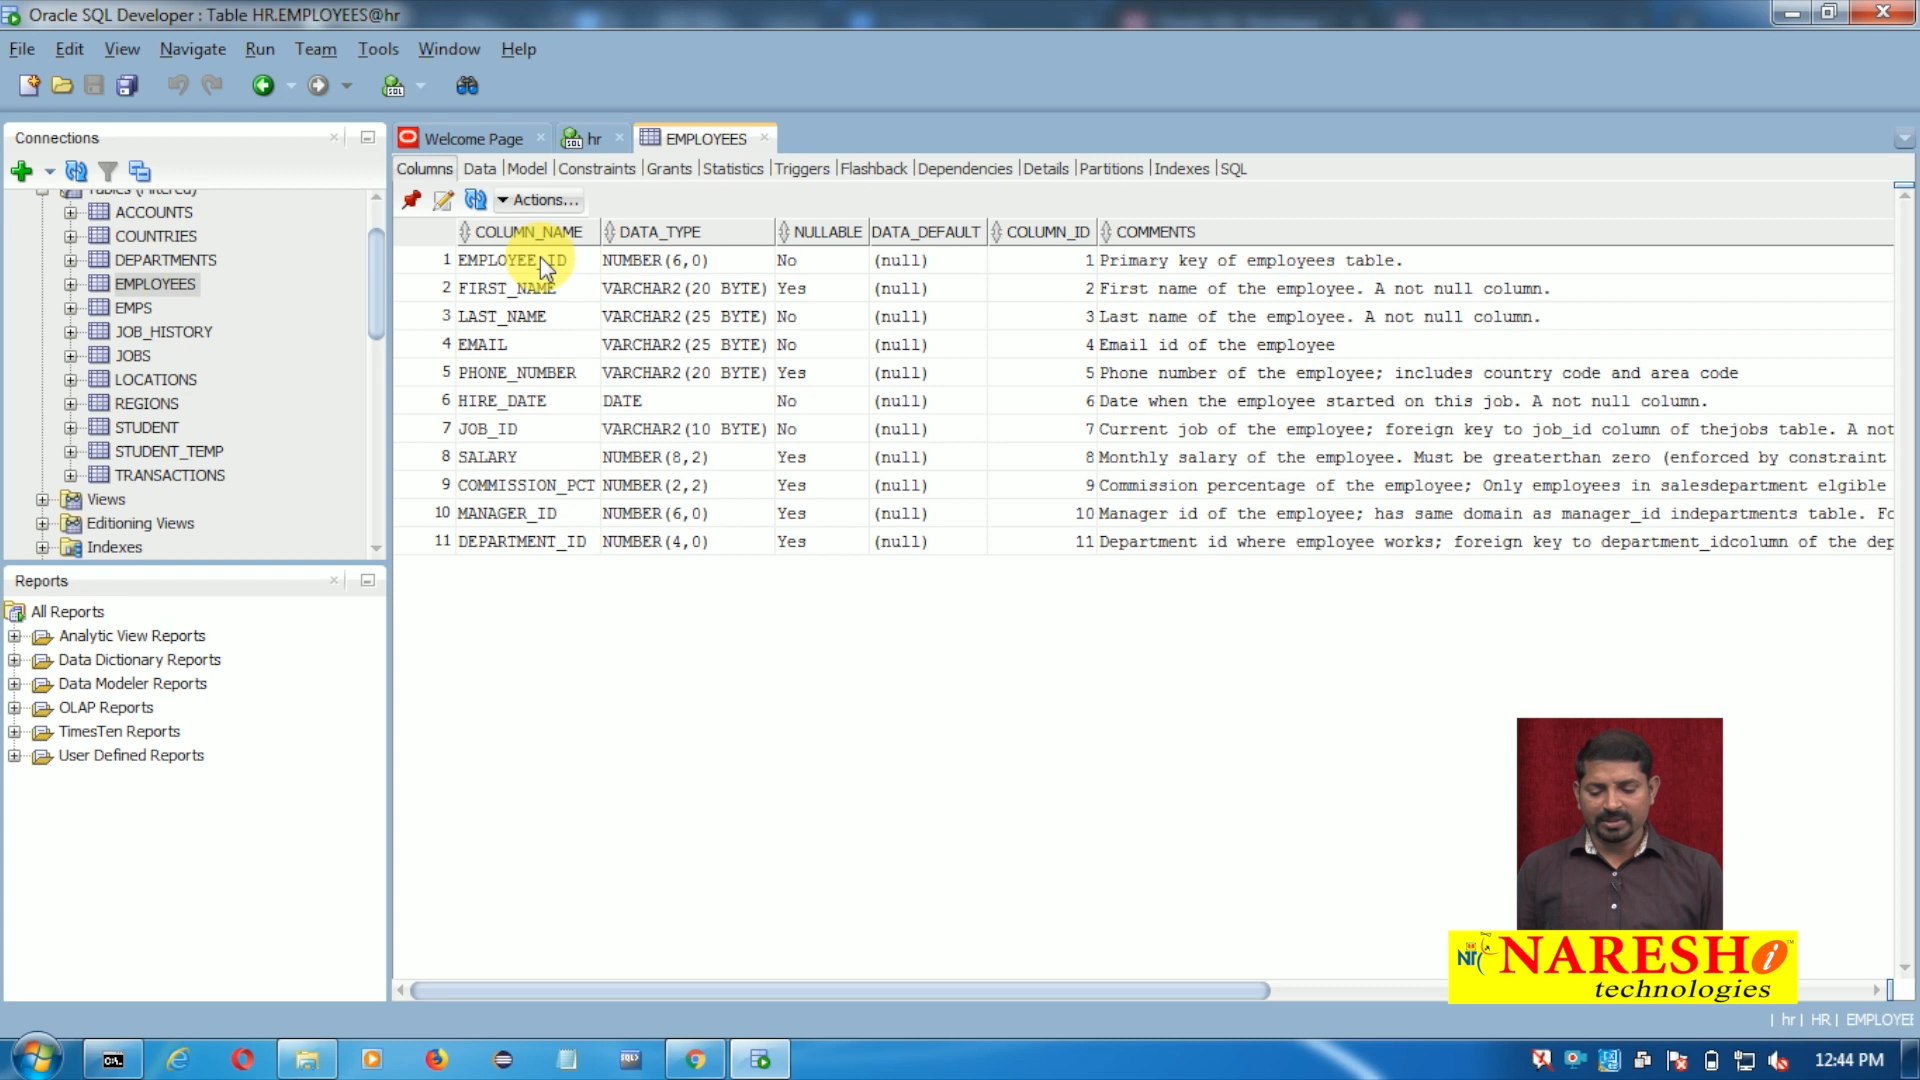 Oracle SQL Developer : Table HR.EMPLOYEES@hr
File Edit View Navigate Run Team Tools Window Help
Connections
Welcome Page hr EMPLOYEES
Columns Data Model Constraints Grants Statistics Triggers Flashback Dependencies Details Partitions Indexes SQL
Actions...
Tables (Filtered)
ACCOUNTS
COUNTRIES
DEPARTMENTS
EMPLOYEES
EMPS
JOB_HISTORY
JOBS
LOCATIONS
REGIONS
STUDENT
STUDENT_TEMP
TRANSACTIONS
Views
Editioning Views
Indexes
COLUMN_NAME DATA_TYPE NULLABLE DATA_DEFAULT COLUMN_ID COMMENTS
1 EMPLOYEE_ID NUMBER(6,0) No (null) 1 Primary key of employees table.
2 FIRST_NAME VARCHAR2(20 BYTE) Yes (null) 2 First name of the employee. A not null column.
3 LAST_NAME VARCHAR2(25 BYTE) No (null) 3 Last name of the employee. A not null column.
4 EMAIL VARCHAR2(25 BYTE) No (null) 4 Email id of the employee
5 PHONE_NUMBER VARCHAR2(20 BYTE) Yes (null) 5 Phone number of the employee; includes country code and area code
6 HIRE_DATE DATE No (null) 6 Date when the employee started on this job. A not null column.
7 JOB_ID VARCHAR2(10 BYTE) No (null) 7 Current job of the employee; foreign key to job_id column of thejobs table. A not
8 SALARY NUMBER(8,2) Yes (null) 8 Monthly salary of the employee. Must be greaterthan zero (enforced by constraint
9 COMMISSION_PCT NUMBER(2,2) Yes (null) 9 Commission percentage of the employee; Only employees in salesdepartment elgible
10 MANAGER_ID NUMBER(6,0) Yes (null) 10 Manager id of the employee; has same domain as manager_id indepartments table. Fo
11 DEPARTMENT_ID NUMBER(4,0) Yes (null) 11 Department id where employee works; foreign key to department_idcolumn of the dep
Reports
All Reports
Analytic View Reports
Data Dictionary Reports
Data Modeler Reports
OLAP Reports
TimesTen Reports
User Defined Reports
NARESH i
technologies
| hr | HR | EMPLOYEE
12:44 PM